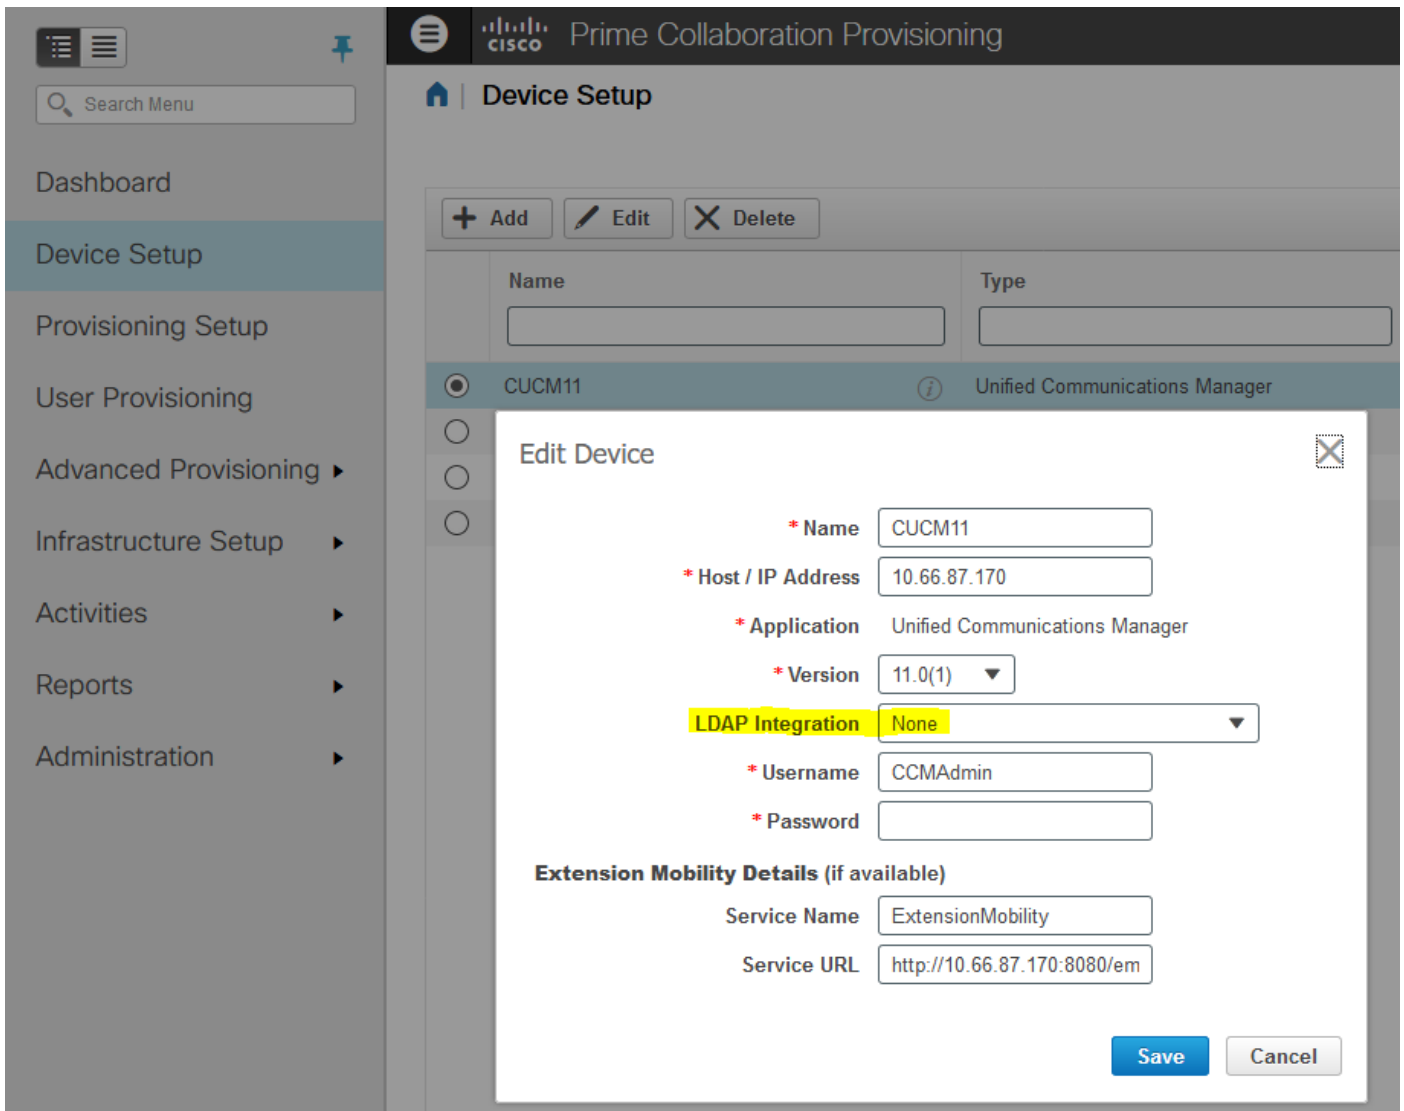 cisco Prime Collaboration Provisioning
Search Menu
Device Setup
Dashboard
Device Setup
Provisioning Setup
User Provisioning
Advanced Provisioning
Infrastructure Setup
Activities
Reports
Administration
Add Edit Delete
Name Type
CUCM11 Unified Communications Manager
Edit Device
* Name CUCM11
* Host / IP Address 10.66.87.170
* Application Unified Communications Manager
* Version 11.0(1)
LDAP Integration None
* Username CCMAdmin
* Password
Extension Mobility Details (if available)
Service Name ExtensionMobility
Service URL http://10.66.87.170:8080/em
Save Cancel